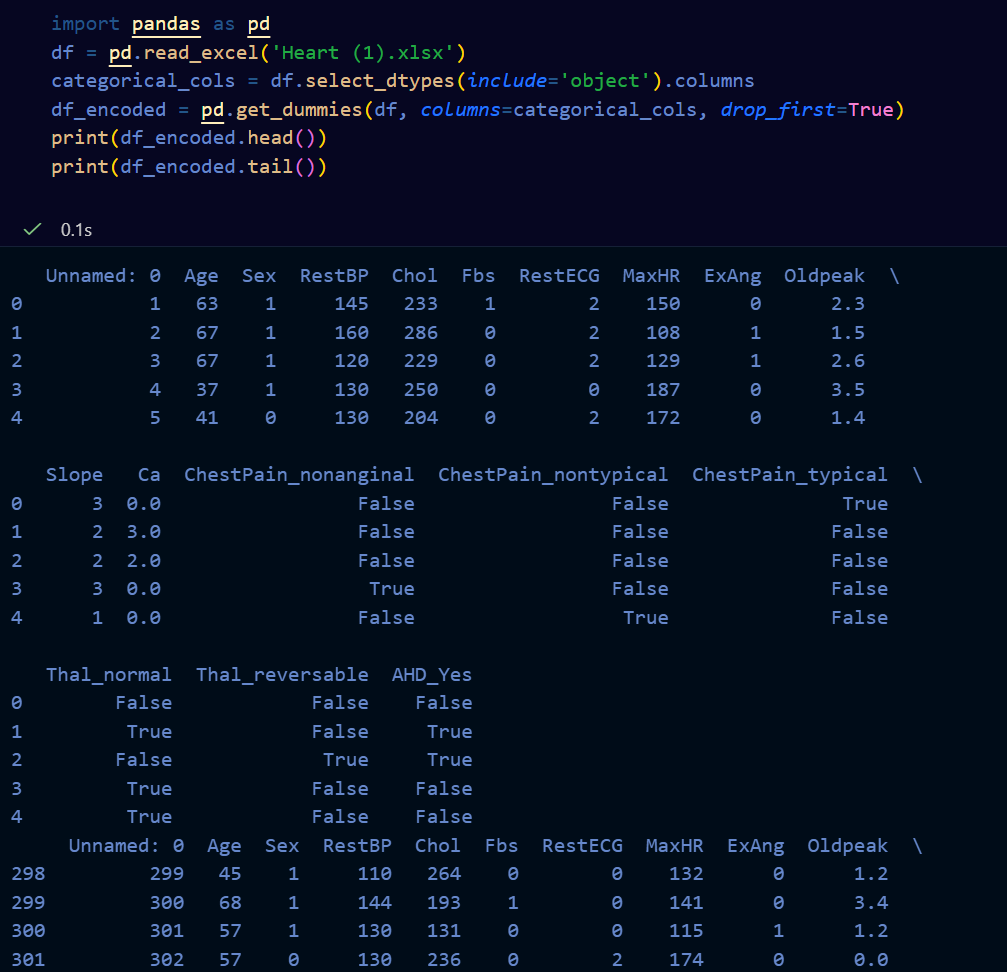 import pandas as pd
df = pd.read_excel('Heart (1).xlsx')
categorical_cols = df.select_dtypes(include='object').columns
df_encoded = pd.get_dummies(df, columns=categorical_cols, drop_first=True)
print(df_encoded.head())
print(df_encoded.tail())
0.1s
Unnamed: 0 Age Sex RestBP Chol Fbs RestECG MaxHR ExAng Oldpeak \
0 1 63 1 145 233 1 2 150 0 2.3
1 2 67 1 160 286 0 2 108 1 1.5
2 3 67 1 120 229 0 2 129 1 2.6
3 4 37 1 130 250 0 0 187 0 3.5
4 5 41 0 130 204 0 2 172 0 1.4
Slope Ca ChestPain_nonanginal ChestPain_nontypical ChestPain_typical \
0 3 0.0 False False True
1 2 3.0 False False False
2 2 2.0 False False False
3 3 0.0 True False False
4 1 0.0 False True False
Thal_normal Thal_reversable AHD_Yes
0 False False False
1 True False True
2 False True True
3 True False False
4 True False False
Unnamed: 0 Age Sex RestBP Chol Fbs RestECG MaxHR ExAng Oldpeak \
298 299 45 1 110 264 0 0 132 0 1.2
299 300 68 1 144 193 1 0 141 0 3.4
300 301 57 1 130 131 0 0 115 1 1.2
301 302 57 0 130 236 0 2 174 0 0.0